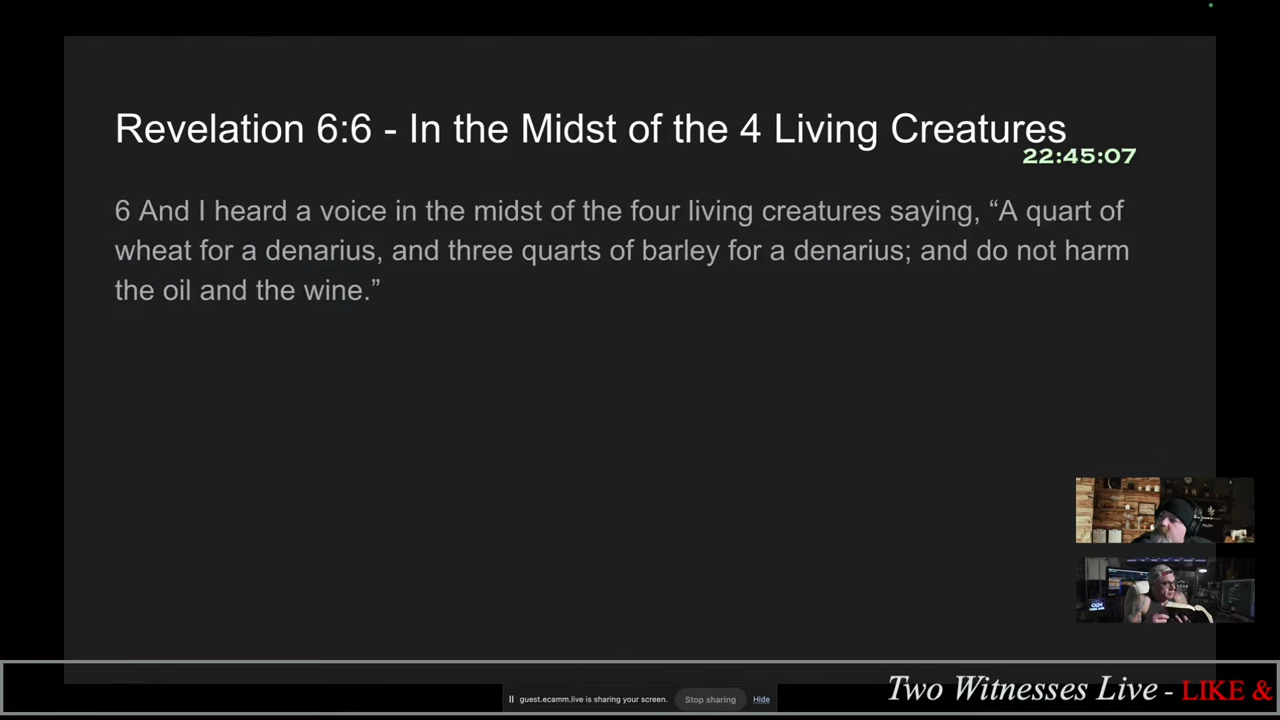 Revelation 6:6 - In the Midst of the 4 Living Creatures
22:45:07
6 And I heard a voice in the midst of the four living creatures saying, “A quart of
wheat for a denarius, and three quarts of barley for a denarius; and do not harm
the oil and the wine.”
guest.ecamm.live is sharing your screen. Stop sharing Hide
Two Witnesses Live - LIKE &